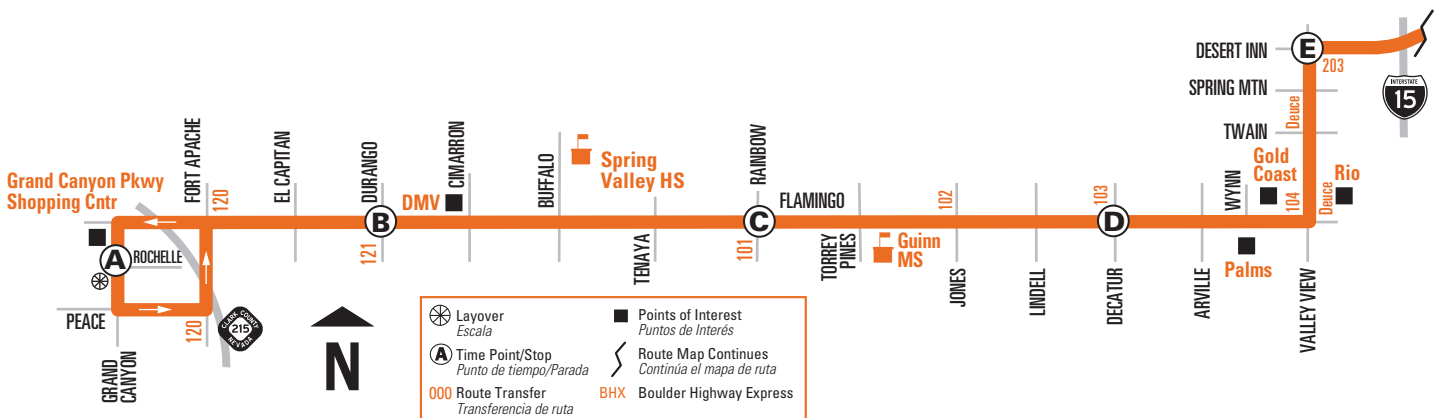 Grand Canyon Pkwy
Shopping Cntr
FORT APACHE
120
EL CAPITAN
DURANGO
B
121
DMV
CIMARRON
BUFFALO
Spring
Valley HS
TENAYA
RAINBOW
C
101
FLAMINGO
TORREY
PINES
Guinn
MS
102
JONES
LINDELL
103
D
DECATUR
ARVILLE
WYNN
Palms
Gold
Coast
104
Deuce
Rio
VALLEY VIEW
TWAIN
SPRING MTN
Deuce
DESERT INN
E
203
INTERSTATE
15
A
ROCHELLE
PEACE
GRAND
CANYON
120
CLARK COUNTY
215
NEVADA
N
Layover
Escala
A
Time Point/Stop
Punto de tiempo/Parada
000 Route Transfer
Transferencia de ruta
Points of Interest
Puntos de Interés
Route Map Continues
Continúa el mapa de ruta
BHX Boulder Highway Express